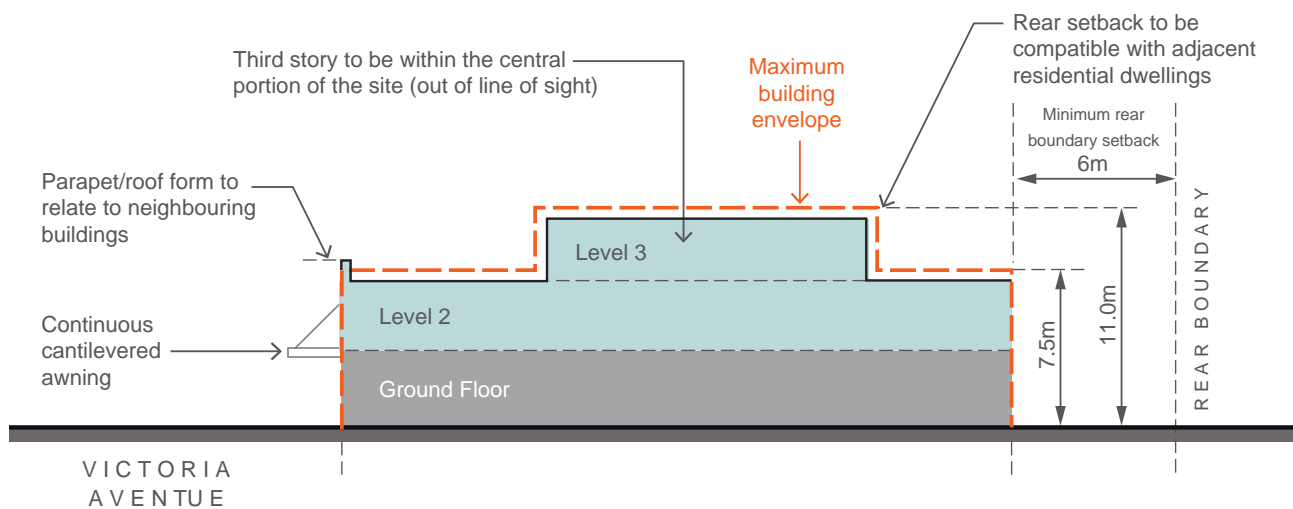 Third story to be within the central
portion of the site (out of line of sight)
Maximum
building
envelope
Rear setback to be
compatible with adjacent
residential dwellings
Minimum rear
boundary setback
6m
Parapet/roof form to
relate to neighbouring
buildings
Level 3
Level 2
Continuous
cantilevered
awning
Ground Floor
7.5m
11.0m
REAR BOUNDARY
VICTORIA
AVENTUE